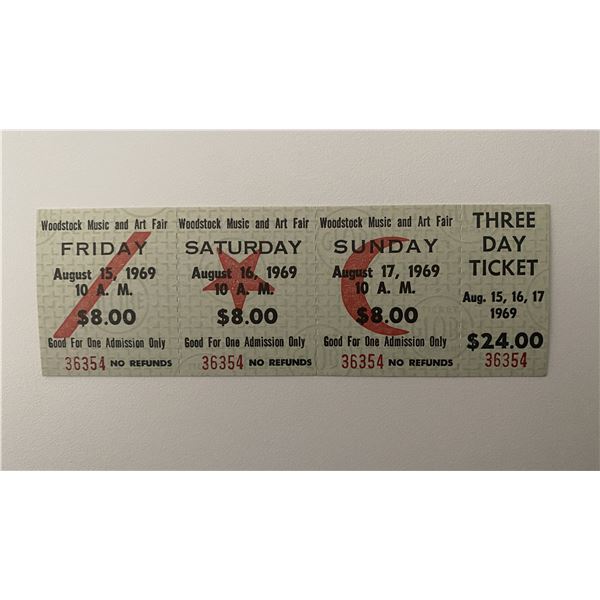 Woodstock Music and Art Fair
FRIDAY
August 15, 1969
10 A. M.
$8.00
Good For One Admission Only
36354 NO REFUNDS
Woodstock Music and Art Fair
SATURDAY
August 16, 1969
10 A. M.
$8.00
Good For One Admission Only
36354 NO REFUNDS
Woodstock Music and Art Fair
SUNDAY
August 17, 1969
10 A. M.
$8.00
Good For One Admission Only
36354 NO REFUNDS
THREE
DAY
TICKET
Aug. 15, 16, 17
1969
$24.00
36354